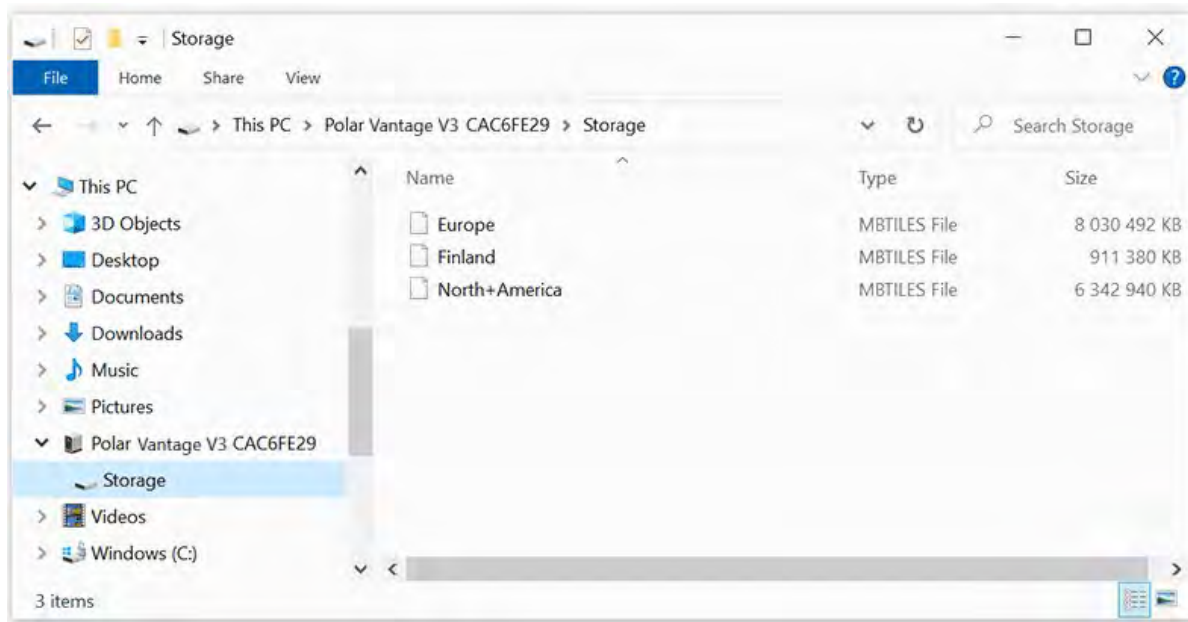 Storage
File Home Share View ?
This PC > Polar Vantage V3 CAC6FE29 > Storage Search Storage
Name Type Size
This PC
3D Objects
Desktop
Documents
Downloads
Music
Pictures
Polar Vantage V3 CAC6FE29
Storage
Videos
Windows (C:)
Europe MBTILES File 8 030 492 KB
Finland MBTILES File 911 380 KB
North+America MBTILES File 6 342 940 KB
3 items